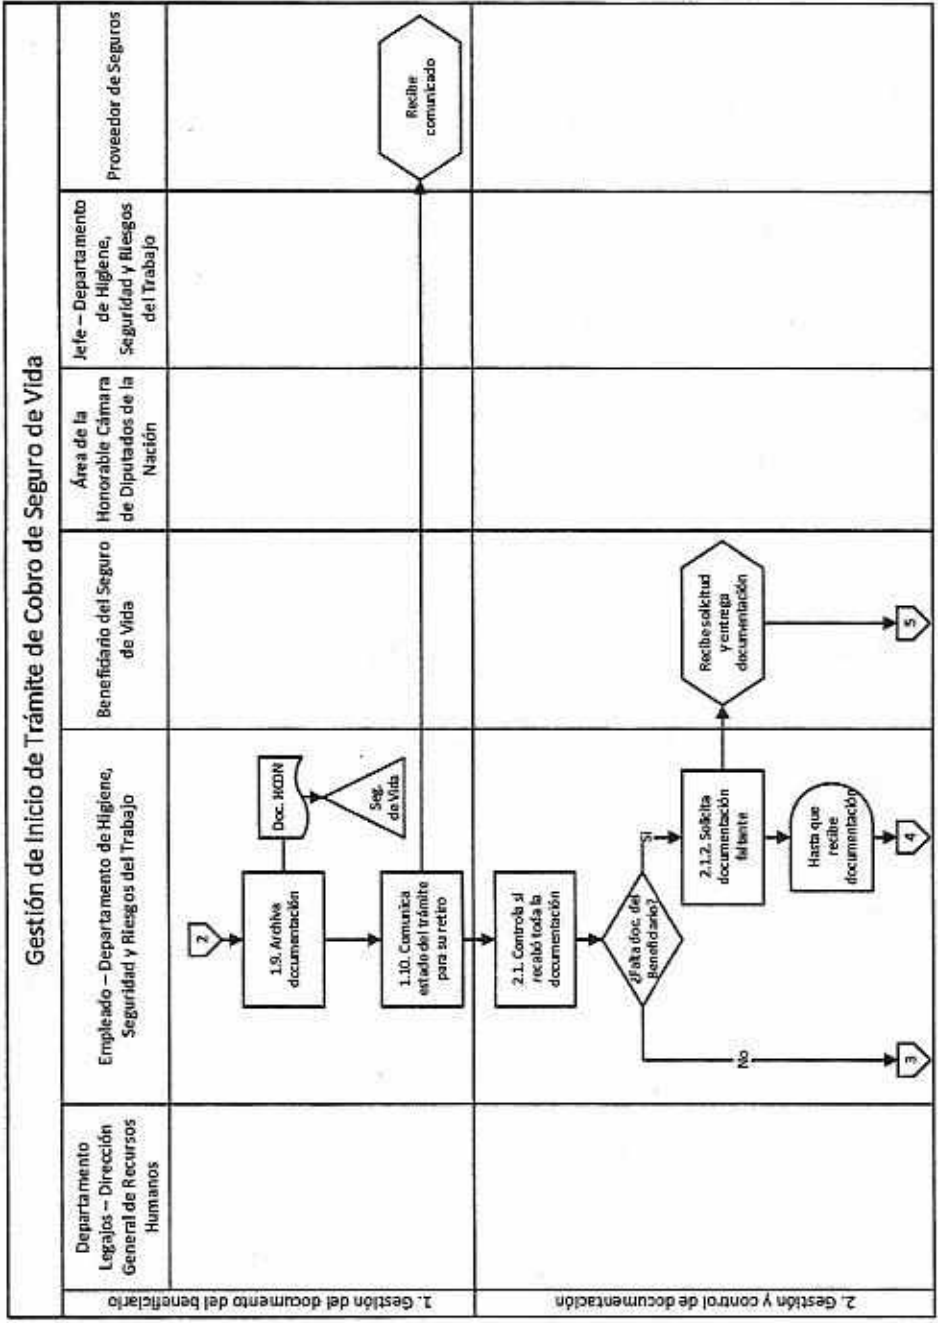 Gestión de Inicio de Trámite de Cobro de Seguro de Vida
Departamento
Legajos – Dirección
General de Recursos
Humanos
Empleado – Departamento de Higiene,
Seguridad y Riesgos del Trabajo
Beneficiario del Seguro
de Vida
Área de la
Honorable Cámara
de Diputados de la
Nación
Jefe – Departamento
de Higiene,
Seguridad y Riesgos
del Trabajo
Proveedor de Seguros
1. Gestión del documento del beneficiario
2
1.9. Archiva
documentación
Doc. HCDN
Seg.
de Vida
1.10. Comunica
estado del trámite
para su retiro
Recibe
comunicado
2. Gestión y control de documentación
2.1. Controla si
recabó toda la
documentación
¿Falta doc. del
Beneficiario?
Si
No
2.1.2. Solicita
documentación
faltante
Recibe solicitud
y entrega
documentación
Hasta que
recibe
documentación
3
4
5